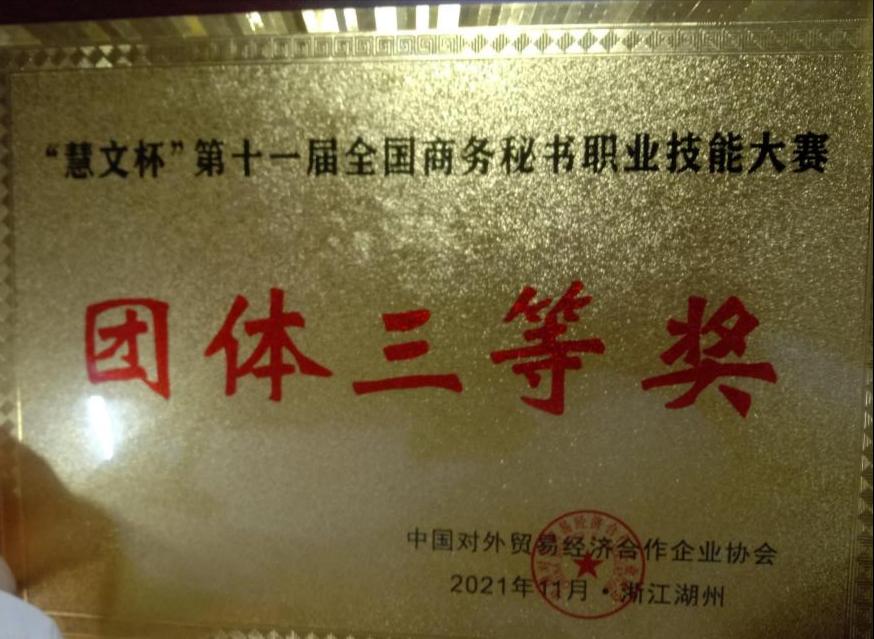 “慧文杯”第十一届全国商务秘书职业技能大赛
团体三等奖
中国对外贸易经济合作企业协会
2021年11月·浙江湖州